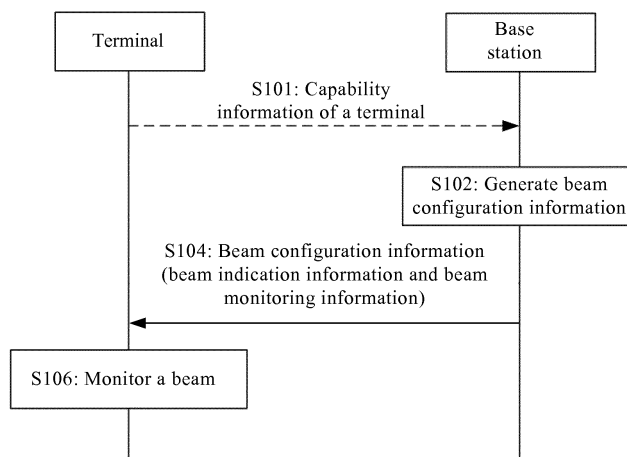 Terminal
Base
station
S101: Capability
information of a terminal
S102: Generate beam
configuration information
S104: Beam configuration information
(beam indication information and beam
monitoring information)
S106: Monitor a beam